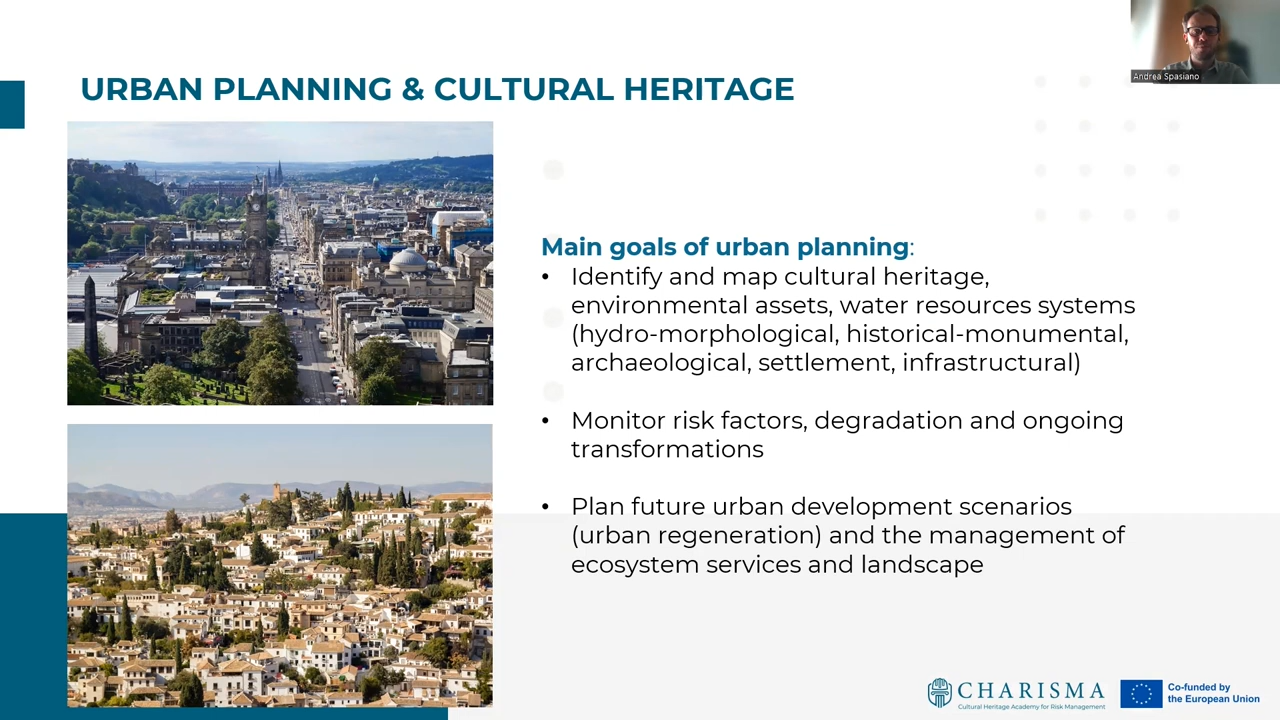 Andrea Spasiano
URBAN PLANNING & CULTURAL HERITAGE
Main goals of urban planning:
• Identify and map cultural heritage,
environmental assets, water resources systems
(hydro-morphological, historical-monumental,
archaeological, settlement, infrastructural)
• Monitor risk factors, degradation and ongoing
transformations
• Plan future urban development scenarios
(urban regeneration) and the management of
ecosystem services and landscape
CHARISMA
Cultural Heritage Academy for Risk Management
Co-funded by
the European Union